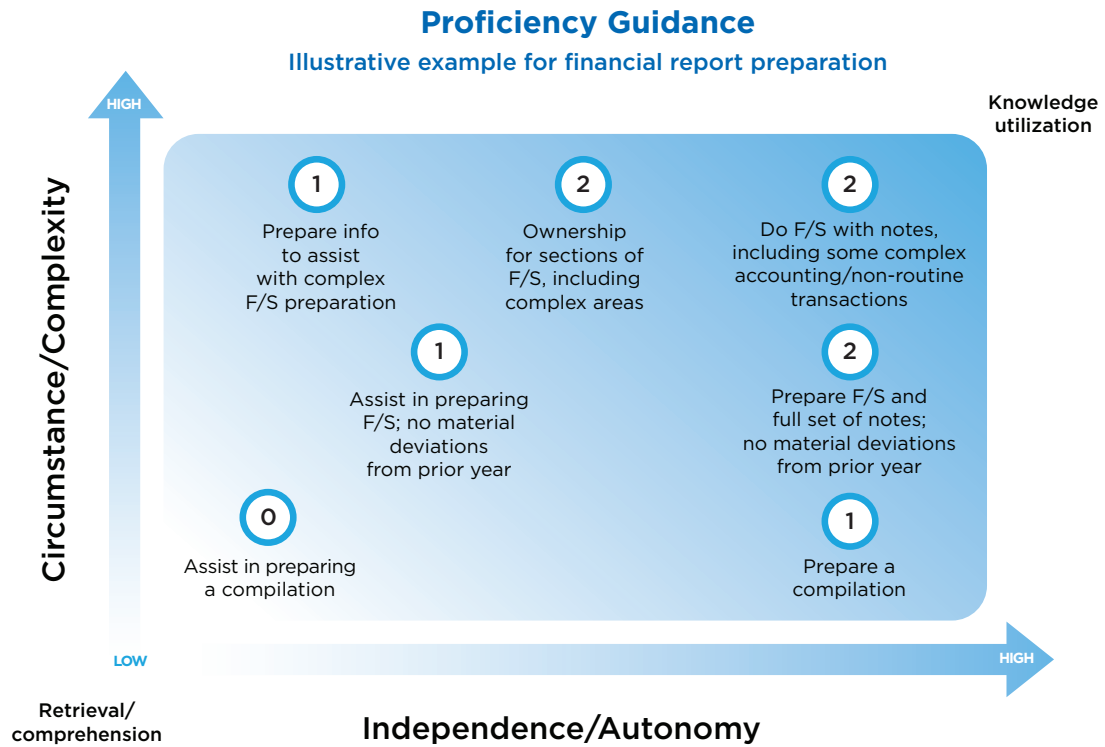 Proficiency Guidance
Illustrative example for financial report preparation
HIGH
Knowledge
utilization
Circumstance/Complexity
1
Prepare info
to assist
with complex
F/S preparation
2
Ownership
for sections of
F/S, including
complex areas
2
Do F/S with notes,
including some complex
accounting/non-routine
transactions
1
Assist in preparing
F/S; no material
deviations
from prior year
2
Prepare F/S and
full set of notes;
no material deviations
from prior year
0
Assist in preparing
a compilation
1
Prepare a
compilation
LOW
HIGH
Retrieval/
comprehension
Independence/Autonomy